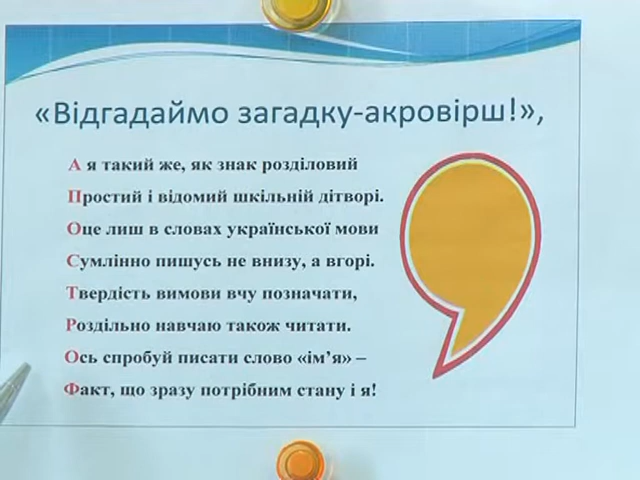 «Відгадаймо загадку-акровірш!»,
А я такий же, як знак розділовий
Простий і відомий шкільній дітворі.
Оце лиш в словах української мови
Сумлінно пишусь не внизу, а вгорі.
Твердість вимови вчу позначати,
Роздільно навчаю також читати.
Ось спробуй писати слово «ім’я» –
Факт, що зразу потрібним стану і я!